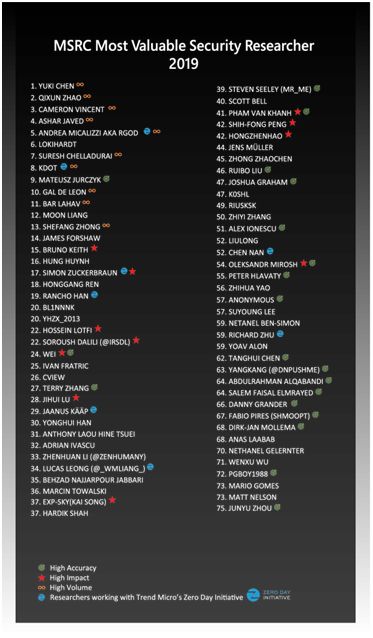 MSRC Most Valuable Security Researcher
2019
1. YUKI CHEN
2. QIXUN ZHAO
3. CAMERON VINCENT
4. ASHAR JAVED
5. ANDREA MICALIZZI AKA RGOD
6. LOKIHARDT
7. SURESH CHELLADURAI
8. KDOT
9. MATEUSZ JURCZYK
10. GAL DE LEON
11. BAR LAHAV
12. MOON LIANG
13. SHEFANG ZHONG
14. JAMES FORSHAW
15. BRUNO KEITH
16. HUNG HUYNH
17. SIMON ZUCKERBRAUN
18. HONGGANG REN
19. RANCHO HAN
20. BL1NNNK
20. YHZX_2013
22. HOSSEIN LOTFI
22. SOROUSH DALILI (@IRSDL)
24. WEI
25. IVAN FRATRIC
26. CVIEW
27. TERRY ZHANG
28. JIHUI LU
29. JAANUS KÄÄP
30. YONGHUI HAN
31. ANTHONY LAOU HINE TSUEI
32. ADRIAN IVASCU
33. ZHENHUAN LI (@ZENHUMANY)
34. LUCAS LEONG (@_WMLIANG_)
35. BEHZAD NAJJARPOUR JABBARI
36. MARCIN TOWALSKI
37. EXP-SKY(KAI SONG)
37. HARDIK SHAH
39. STEVEN SEELEY (MR_ME)
40. SCOTT BELL
41. PHAM VAN KHANH
42. SHIH-FONG PENG
42. HONGZHENHAO
44. JENS MÜLLER
45. ZHONG ZHAOCHEN
46. RUIBO LIU
47. JOSHUA GRAHAM
47. K0SHL
49. RIUSKSK
50. ZHIYI ZHANG
51. ALEX IONESCU
52. LIULONG
52. CHEN NAN
54. OLEKSANDR MIROSH
55. PETER HLAVATY
56. ZHIHUA YAO
57. ANONYMOUS
57. SUYOUNG LEE
59. NETANEL BEN-SIMON
59. RICHARD ZHU
59. YOAV ALON
62. TANGHUI CHEN
63. YANGKANG (@DNPUSHME)
64. ABDULRAHMAN ALQABANDI
64. SALEM FAISAL ELMRAYED
66. DANNY GRANDER
67. FABIO PIRES (SHMOOPT)
68. DIRK-JAN MOLLEMA
68. ANAS LAABAB
70. NETHANEL GELERNTER
71. WENXU WU
72. PGBOY1988
73. MARIO GOMES
73. MATT NELSON
75. JUNYU ZHOU
High Accuracy
High Impact
High Volume
Researchers working with Trend Micro's Zero Day Initiative
ZERO DAY
INITIATIVE